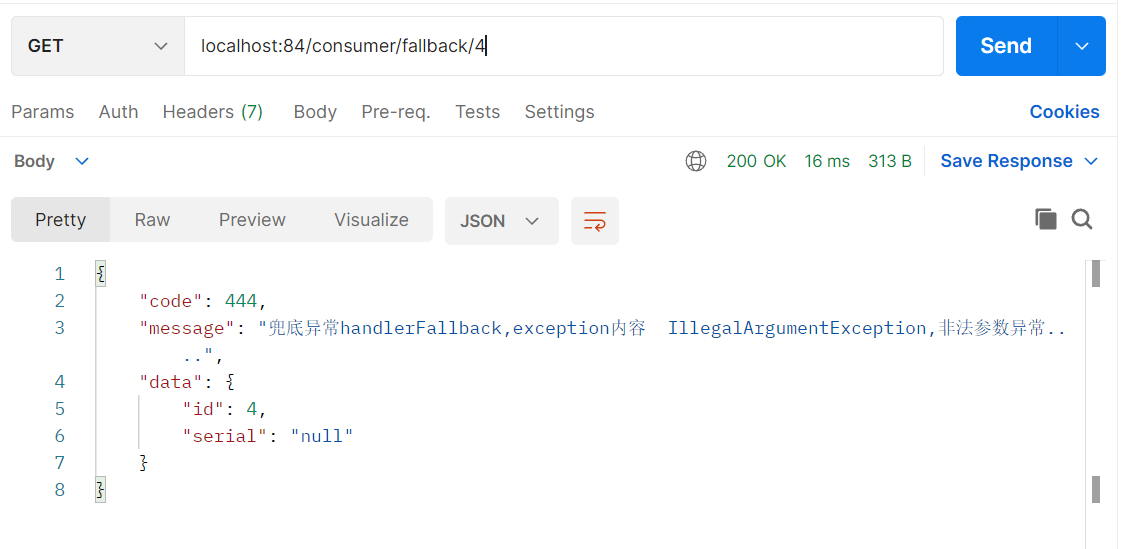 GET localhost:84/consumer/fallback/4 Send
Params Auth Headers (7) Body Pre-req. Tests Settings Cookies
Body 200 OK 16 ms 313 B Save Response
Pretty Raw Preview Visualize JSON
1 {
2 "code": 444,
3 "message": "兜底异常handlerFallback,exception内容  IllegalArgumentException,非法参数异常..
..",
4 "data": {
5 "id": 4,
6 "serial": "null"
7 }
8 }